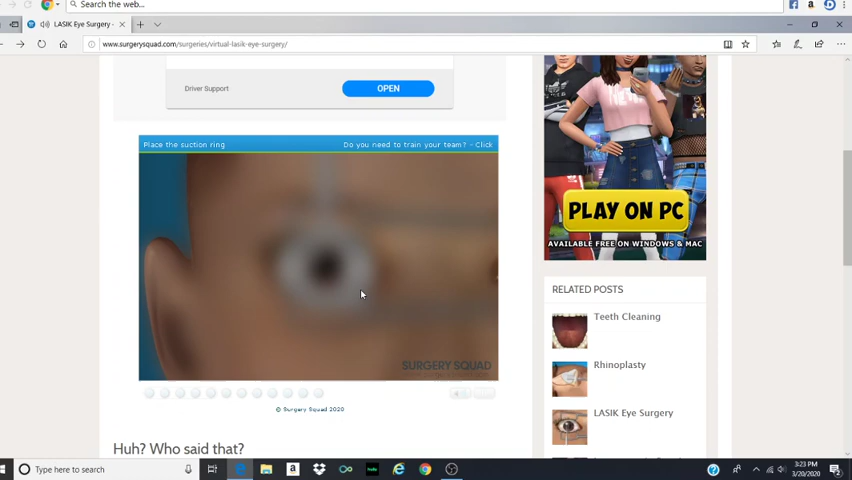 Search the web...
LASIK Eye Surgery -
www.surgerysquad.com/surgeries/virtual-lasik-eye-surgery/
Driver Support
OPEN
Place the suction ring
Do you need to train your team? - Click
SURGERY SQUAD
© Surgery Squad 2020
Huh? Who said that?
PLAY ON PC
AVAILABLE FREE ON WINDOWS & MAC
RELATED POSTS
Teeth Cleaning
Rhinoplasty
LASIK Eye Surgery
Type here to search
hulu
3:23 PM
3/20/2020